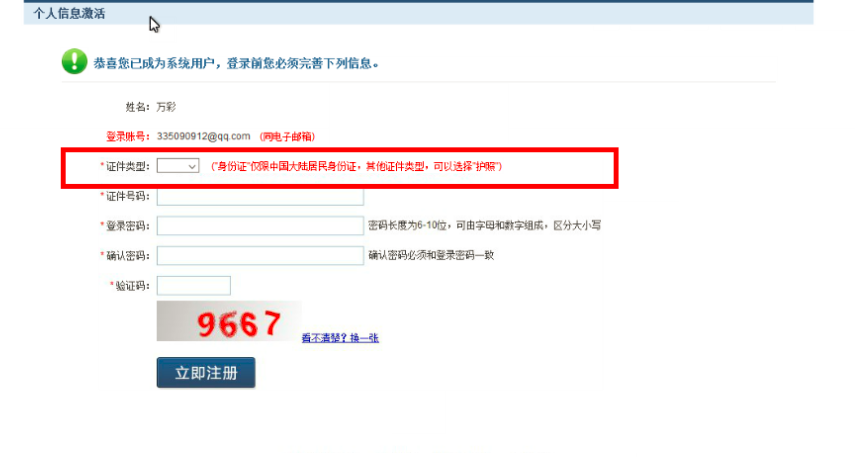 个人信息激活
恭喜您已成为系统用户，登录前您必须完善下列信息。
姓名： 万彩
登录账号： 335090912@qq.com （同电子邮箱）
*证件类型： （"身份证"仅限中国大陆居民身份证，其他证件类型，可以选择"护照"）
*证件号码：
*登录密码： 密码长度为6-10位，可由字母和数字组成，区分大小写
*确认密码： 确认密码必须和登录密码一致
*验证码：
9667 看不清楚？换一张
立即注册